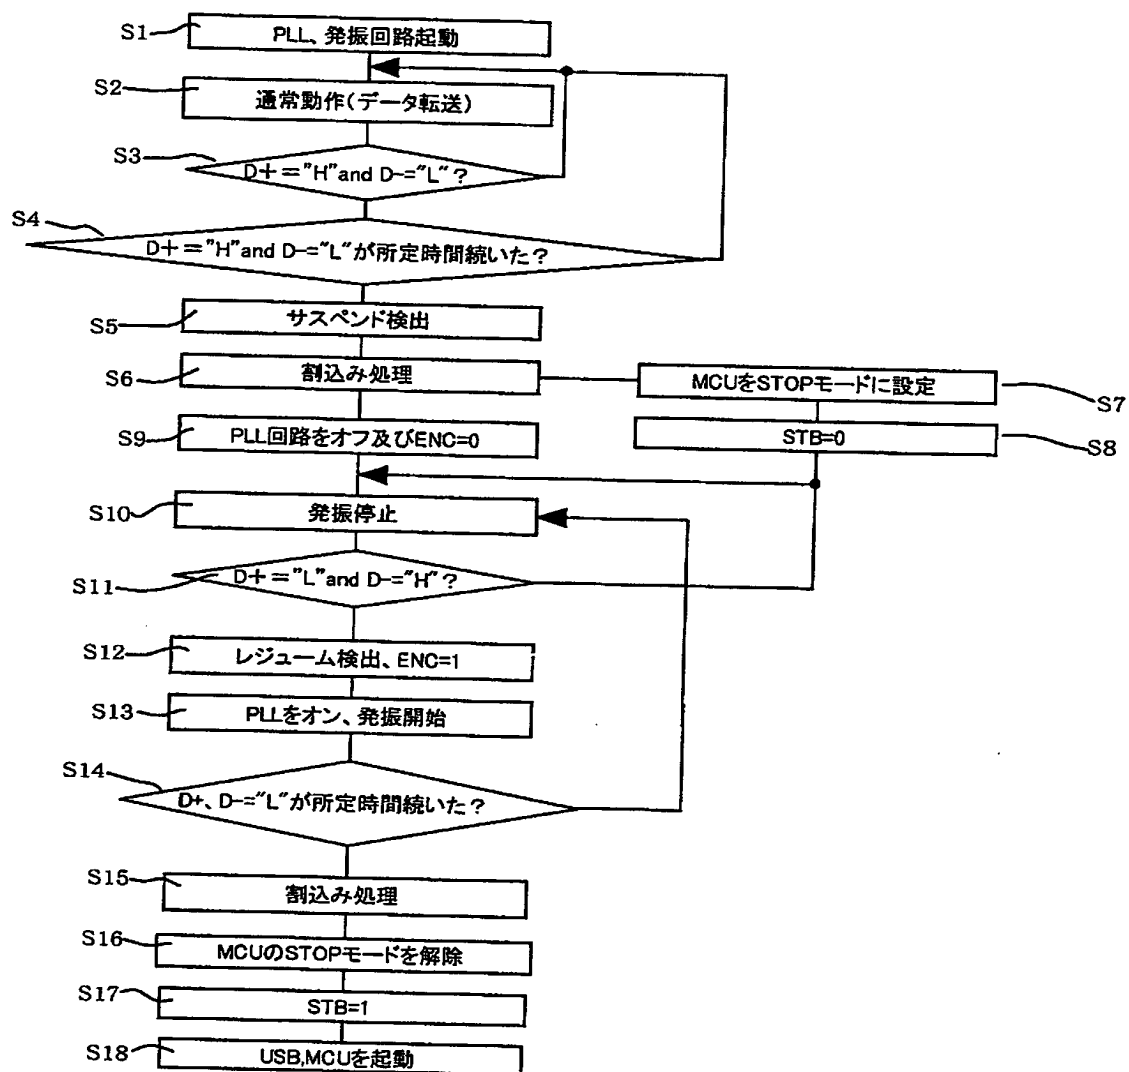 S1
PLL、発振回路起動
S2
通常動作(データ転送)
S3
D+="H"and D-="L"?
S4
D+="H"and D-="L"が所定時間続いた?
S5
サスペンド検出
S6
割込み処理
MCUをSTOPモードに設定
S7
S9
PLL回路をオフ及びENC=0
STB=0
S8
S10
発振停止
S11
D+="L"and D-="H"?
S12
レジューム検出、ENC=1
S13
PLLをオン、発振開始
S14
D+、D-="L"が所定時間続いた?
S15
割込み処理
S16
MCUのSTOPモードを解除
S17
STB=1
S18
USB,MCUを起動